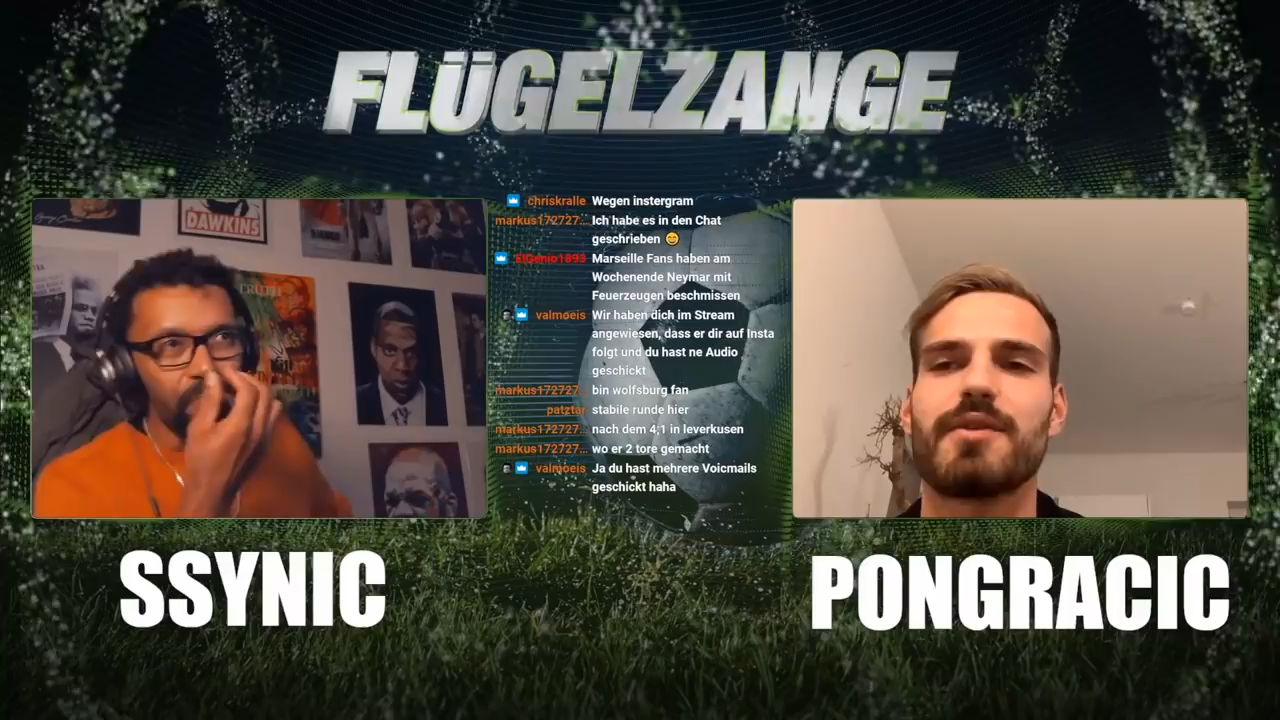 FLÜGELZANGE
DAWKINS
TRUTH
chriskralle Wegen instergram
markus172727... Ich habe es in den Chat
geschrieben 😄
ElGenio1893 Marseille Fans haben am
Wochenende Neymar mit
Feuerzeugen beschmissen
valmoeis Wir haben dich im Stream
angewiesen, dass er dir auf Insta
folgt und du hast ne Audio
geschickt
markus172727... bin wolfsburg fan
patztar stabile runde hier
markus172727... nach dem 4;1 in leverkusen
markus172727... wo er 2 tore gemacht
valmoeis Ja du hast mehrere Voicmails
geschickt haha
SSYNIC
PONGRACIC